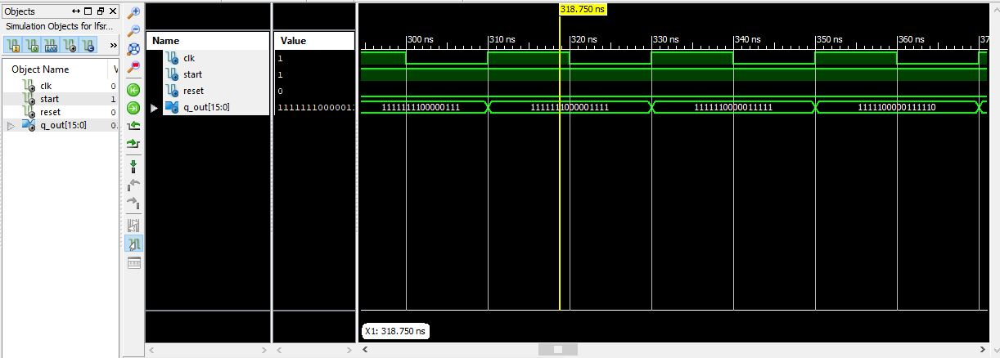 318.750 ns
Objects
Simulation Objects for lfsr...
Object Name
clk 0
start 1
reset 0
q_out[15:0] 0.
Name
Value
clk 1
start 1
reset 0
q_out[15:0]
300 ns 310 ns 320 ns 330 ns 340 ns 350 ns 360 ns 37
1111111100000111 1111111000001111 1111110000011111 1111100000111110
X1: 318.750 ns